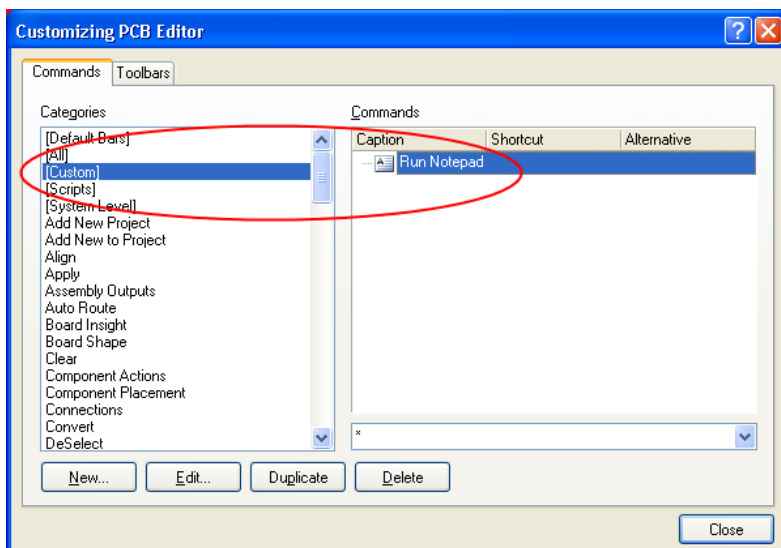 Customizing PCB Editor
Commands Toolbars
Categories
[Default Bars]
[All]
[Custom]
[Scripts]
[System Level]
Add New Project
Add New to Project
Align
Apply
Assembly Outputs
Auto Route
Board Insight
Board Shape
Clear
Component Actions
Component Placement
Connections
Convert
DeSelect
Commands
Caption Shortcut Alternative
Run Notepad
*
New... Edit... Duplicate Delete
Close